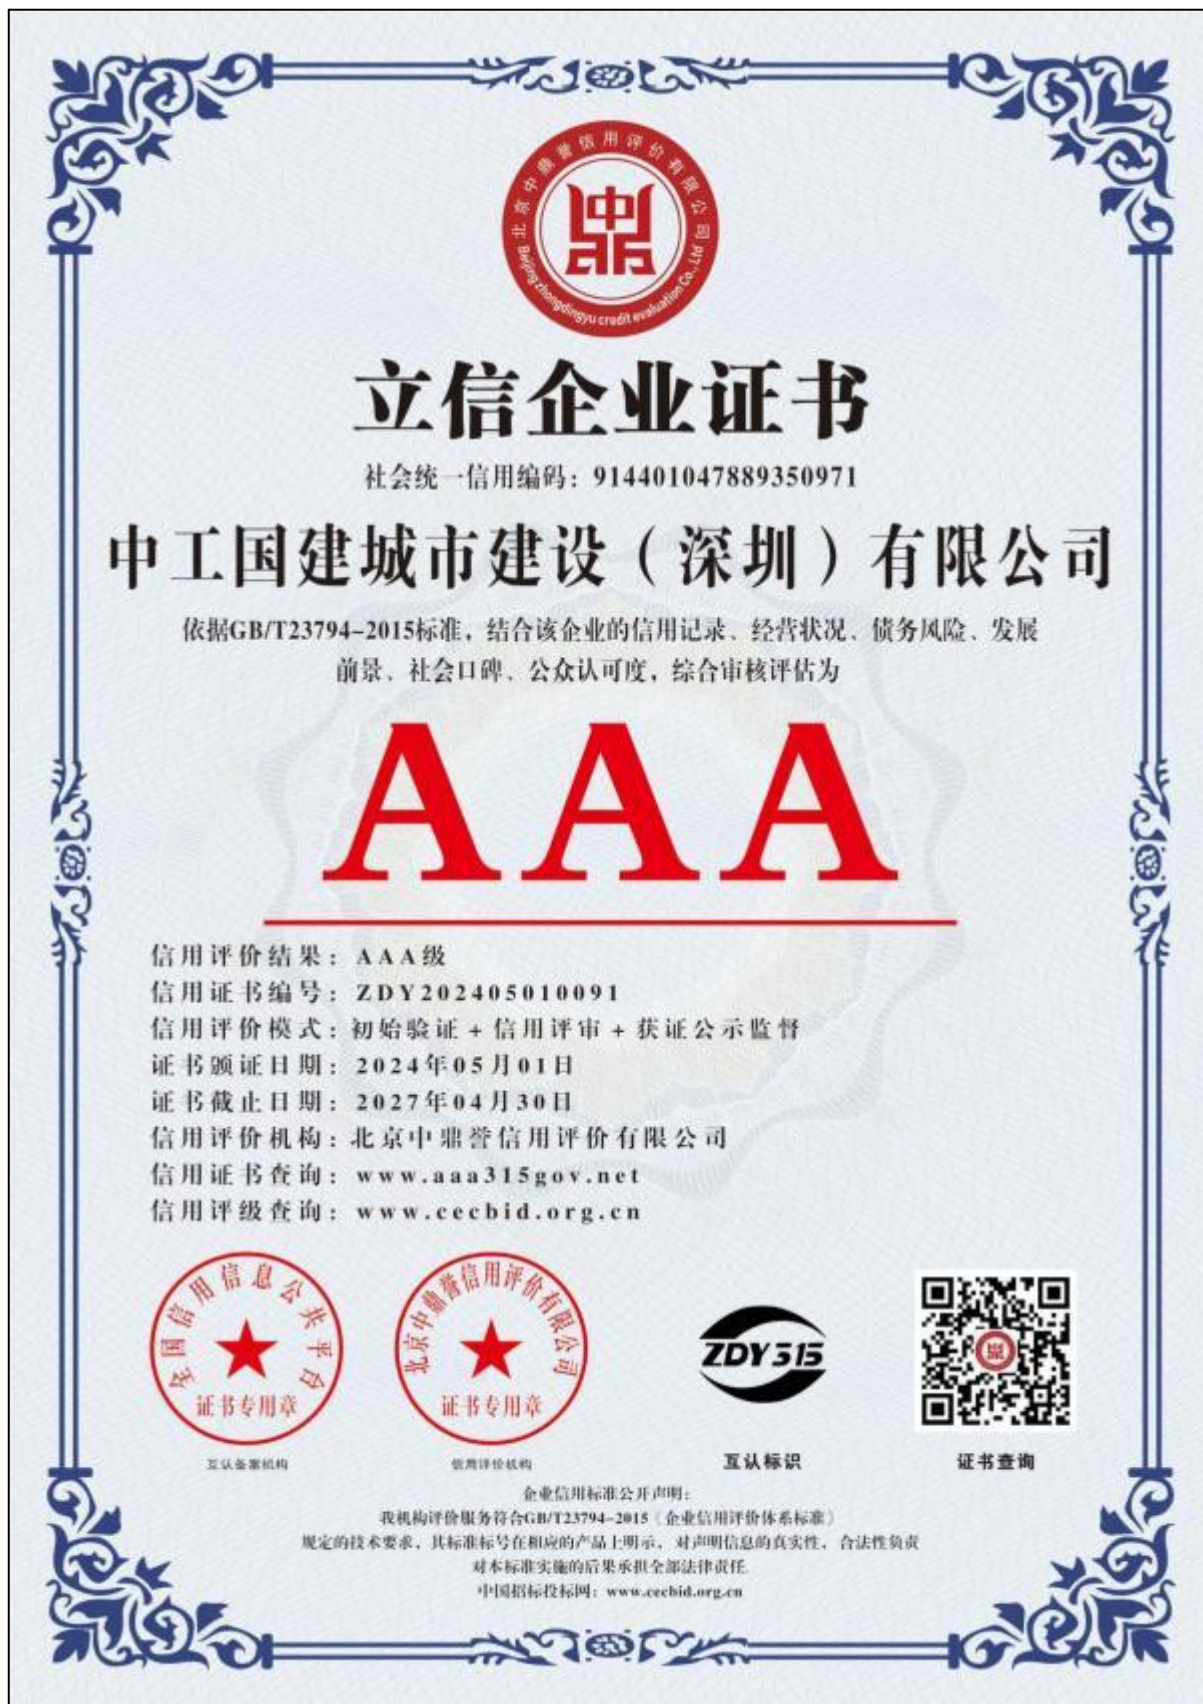 北京中鼎誉信用评价有限公司
Beijing zhongdingyu credit evaluation Co., Ltd
立信企业证书
社会统一信用编码：914401047889350971
中工国建城市建设（深圳）有限公司
依据GB/T23794-2015标准，结合该企业的信用记录、经营状况、债务风险、发展
前景、社会口碑、公众认可度，综合审核评估为
AAA
信用评价结果：AAA级
信用证书编号：ZDY202405010091
信用评价模式：初始验证+信用评审+获证公示监督
证书颁证日期：2024年05月01日
证书截止日期：2027年04月30日
信用评价机构：北京中鼎誉信用评价有限公司
信用证书查询：www.aaa315gov.net
信用评级查询：www.cecbid.org.cn
全国信用信息公共平台
证书专用章
北京中鼎誉信用评价有限公司
证书专用章
ZDY315
互认备案机构
信用评价机构
互认标识
证书查询
企业信用标准公开声明：
我机构评价服务符合GB/T23794-2015《企业信用评价体系标准》
规定的技术要求，其标准标号在相应的产品上明示，对声明信息的真实性，合法性负责
对本标准实施的后果承担全部法律责任.
中国招标投标网：www.cecbid.org.cn